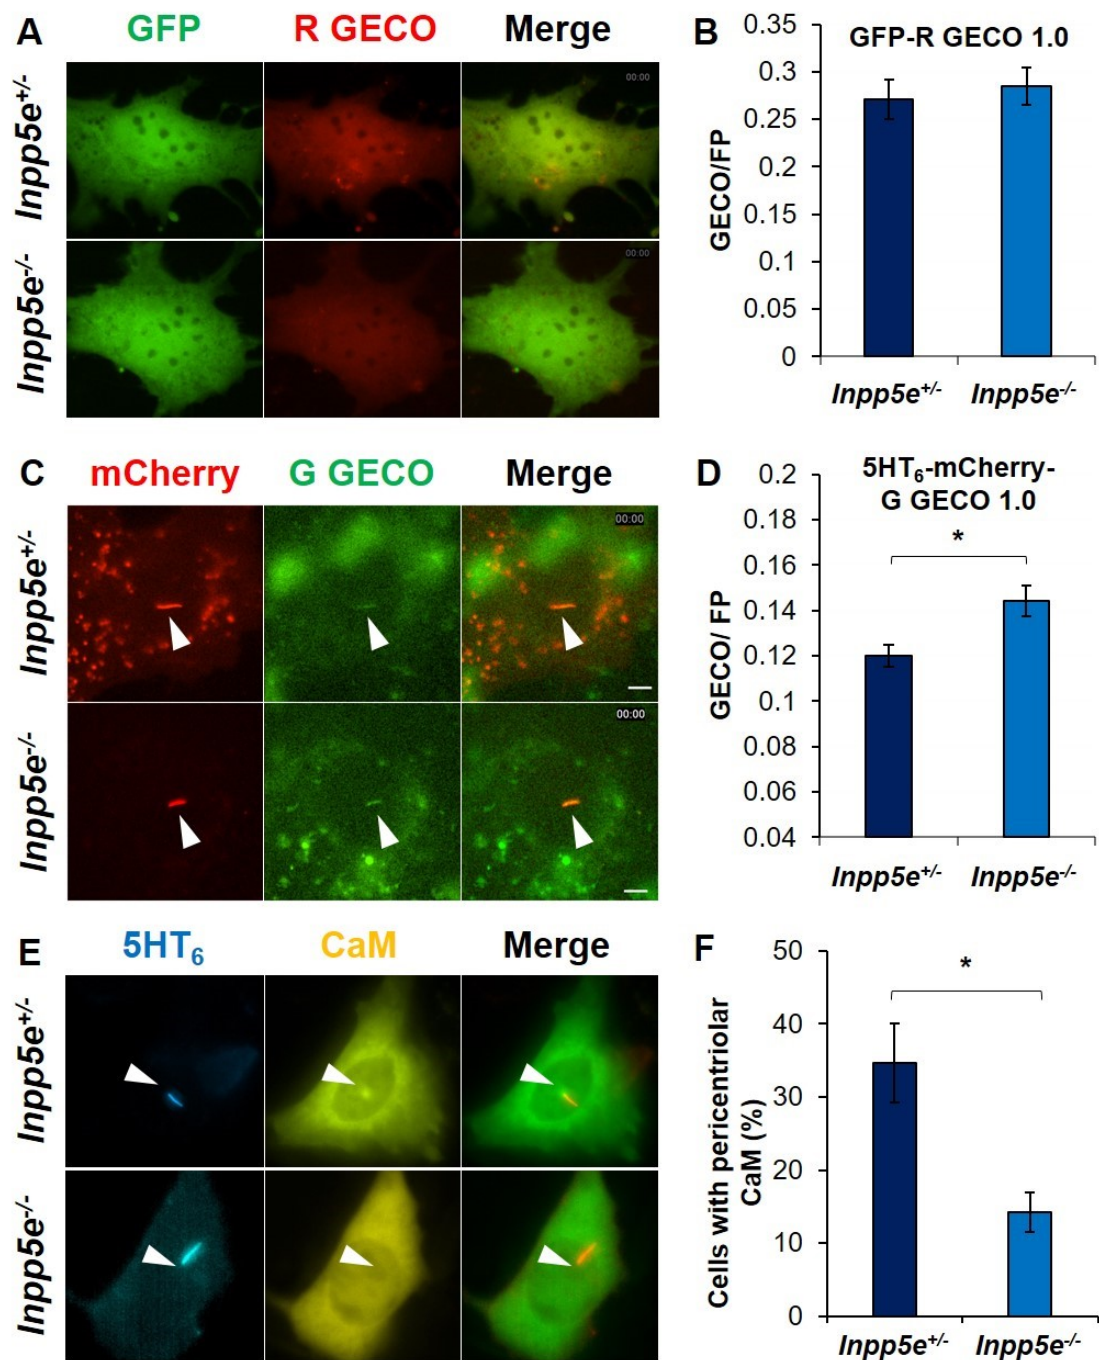 A GFP R GECO Merge
Inpp5e+/-
00:00
Inpp5e-/-
00:00
B
GFP-R GECO 1.0
GECO/FP
0.35
0.3
0.25
0.2
0.15
0.1
0.05
0
Inpp5e+/- Inpp5e-/-
C mCherry G GECO Merge
Inpp5e+/-
00:00
Inpp5e-/-
00:00
D
5HT6-mCherry-
G GECO 1.0
*
GECO/ FP
0.2
0.18
0.16
0.14
0.12
0.1
0.08
0.06
0.04
Inpp5e+/- Inpp5e-/-
E 5HT6 CaM Merge
Inpp5e+/-
Inpp5e-/-
F
*
Cells with pericentriolar
CaM (%)
50
40
30
20
10
0
Inpp5e+/- Inpp5e-/-